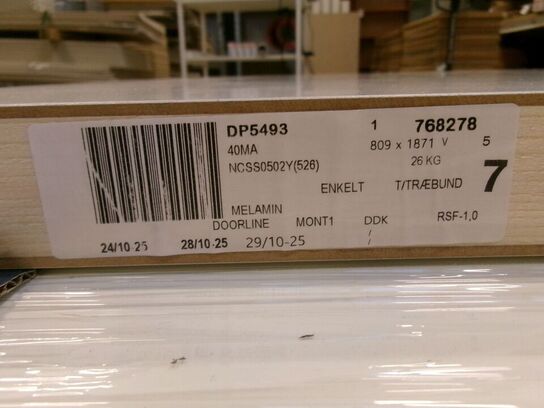 DP5493 1 768278
40MA 809 x 1871 V 5
NCSS0502Y(526) 26 KG
ENKELT T/TRÆBUND 7
MELAMIN
DOORLINE MONT1 DDK RSF-1,0
24/10-25 28/10-25 29/10-25 / /